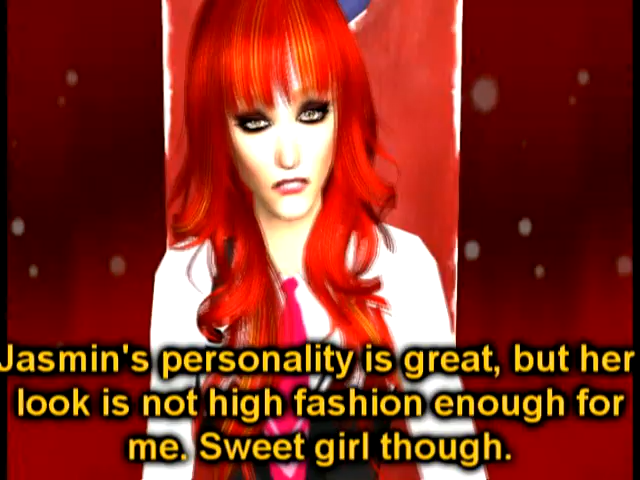 Jasmin's personality is great, but her
look is not high fashion enough for
me. Sweet girl though.